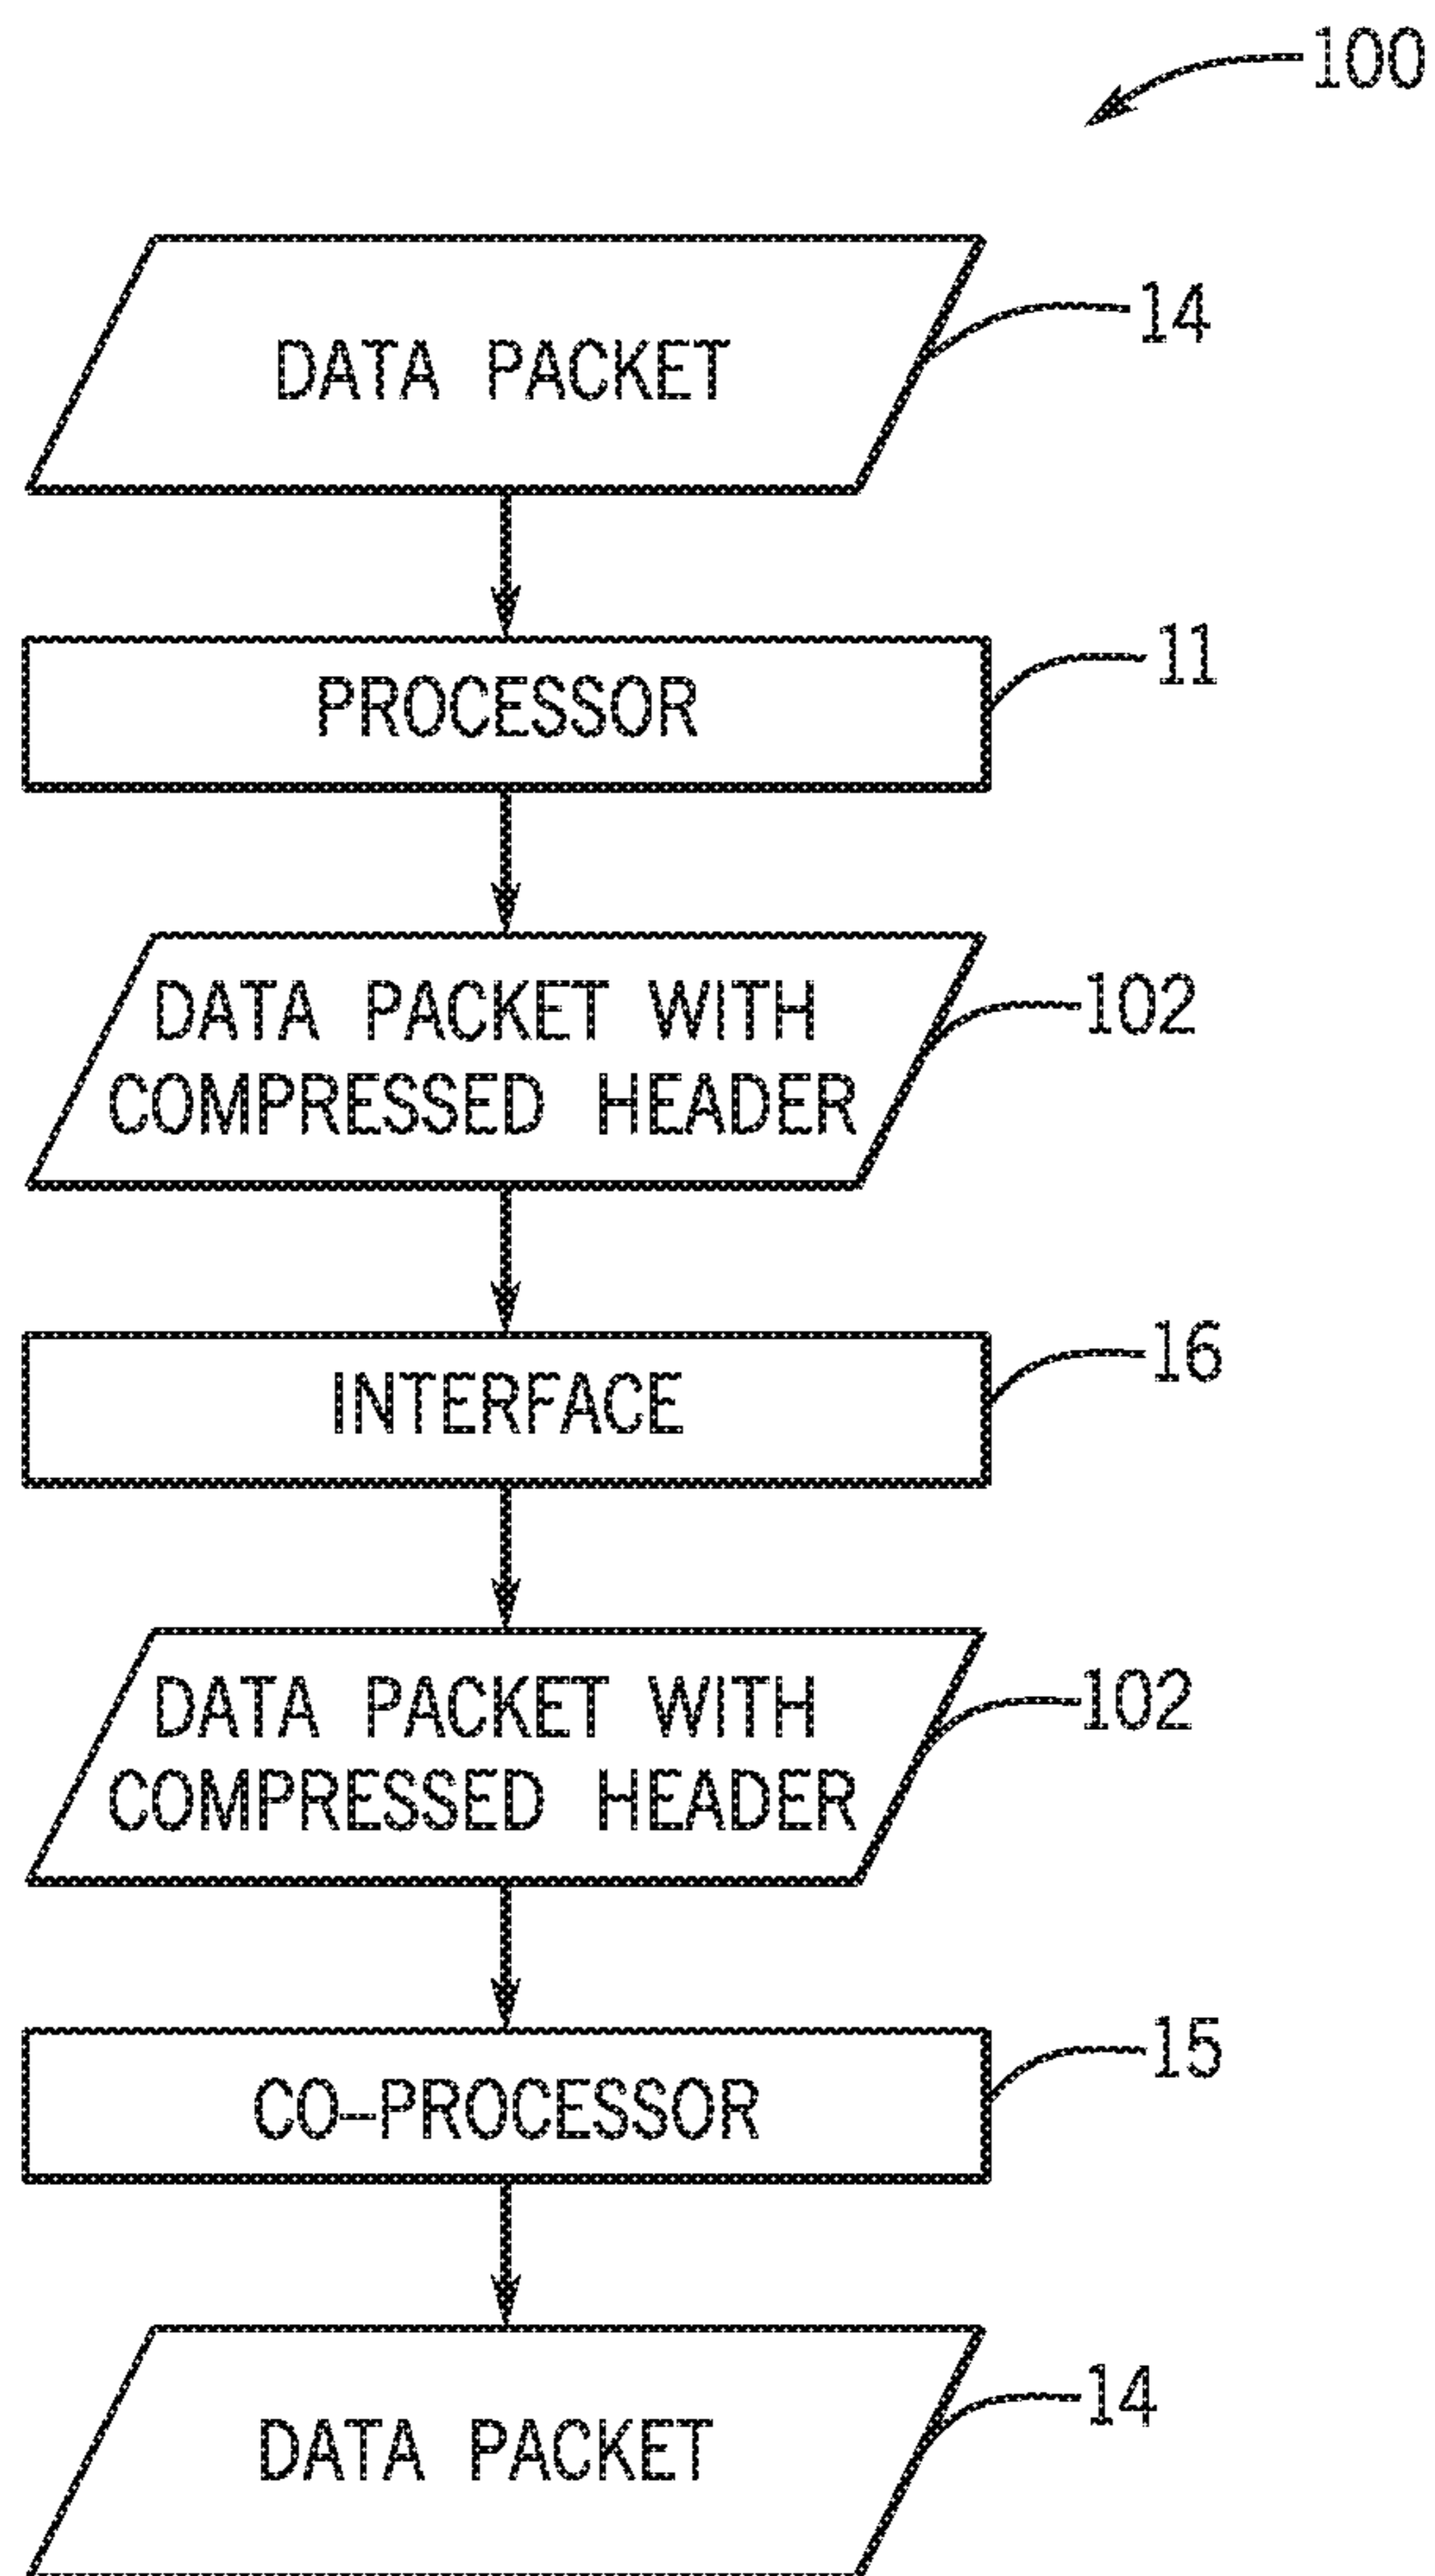 100
DATA PACKET
14
PROCESSOR
11
DATA PACKET WITH
COMPRESSED HEADER
102
INTERFACE
16
DATA PACKET WITH
COMPRESSED HEADER
102
CO-PROCESSOR
15
DATA PACKET
14